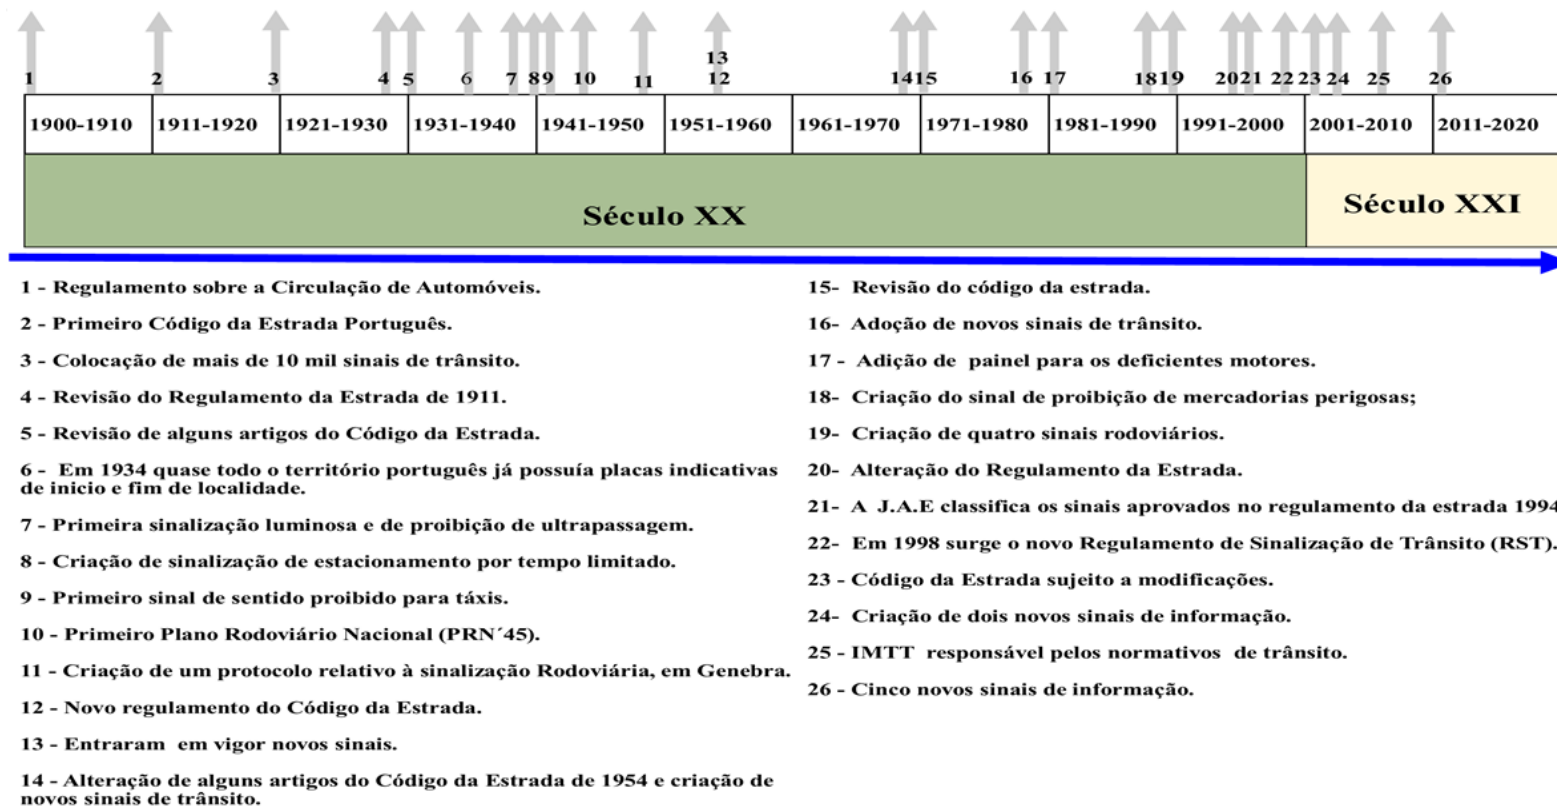 13
1 2 3 4 5 6 7 8 9 10 11 12 14 15 16 17 18 19 20 21 22 23 24 25 26
1900-1910 1911-1920 1921-1930 1931-1940 1941-1950 1951-1960 1961-1970 1971-1980 1981-1990 1991-2000 2001-2010 2011-2020
Século XX
Século XXI
1 - Regulamento sobre a Circulação de Automóveis.
2 - Primeiro Código da Estrada Português.
3 - Colocação de mais de 10 mil sinais de trânsito.
4 - Revisão do Regulamento da Estrada de 1911.
5 - Revisão de alguns artigos do Código da Estrada.
6 - Em 1934 quase todo o território português já possuía placas indicativas
de inicio e fim de localidade.
7 - Primeira sinalização luminosa e de proibição de ultrapassagem.
8 - Criação de sinalização de estacionamento por tempo limitado.
9 - Primeiro sinal de sentido proibido para táxis.
10 - Primeiro Plano Rodoviário Nacional (PRN´45).
11 - Criação de um protocolo relativo à sinalização Rodoviária, em Genebra.
12 - Novo regulamento do Código da Estrada.
13 - Entraram em vigor novos sinais.
14 - Alteração de alguns artigos do Código da Estrada de 1954 e criação de
novos sinais de trânsito.
15- Revisão do código da estrada.
16- Adoção de novos sinais de trânsito.
17 - Adição de painel para os deficientes motores.
18- Criação do sinal de proibição de mercadorias perigosas;
19- Criação de quatro sinais rodoviários.
20- Alteração do Regulamento da Estrada.
21- A J.A.E classifica os sinais aprovados no regulamento da estrada 1994
22- Em 1998 surge o novo Regulamento de Sinalização de Trânsito (RST).
23 - Código da Estrada sujeito a modificações.
24- Criação de dois novos sinais de informação.
25 - IMTT responsável pelos normativos de trânsito.
26 - Cinco novos sinais de informação.